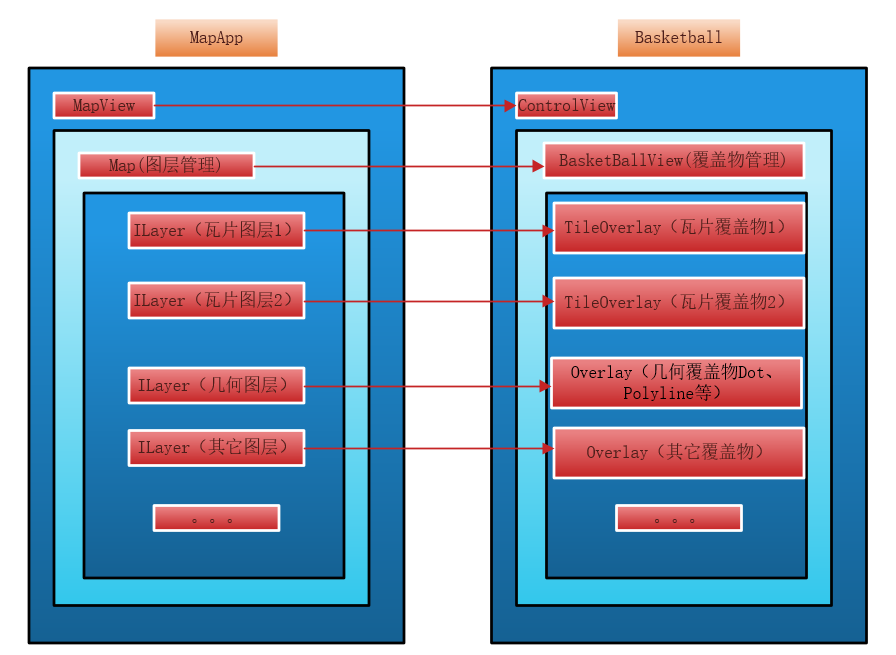 MapApp
Basketball
MapView
ControlView
Map(图层管理)
BasketBallView(覆盖物管理)
ILayer（瓦片图层1）
TileOverlay（瓦片覆盖物1）
ILayer（瓦片图层2）
TileOverlay（瓦片覆盖物2）
ILayer（几何图层）
Overlay（几何覆盖物Dot、
Polyline等）
ILayer（其它图层）
Overlay（其它覆盖物）
。。。
。。。